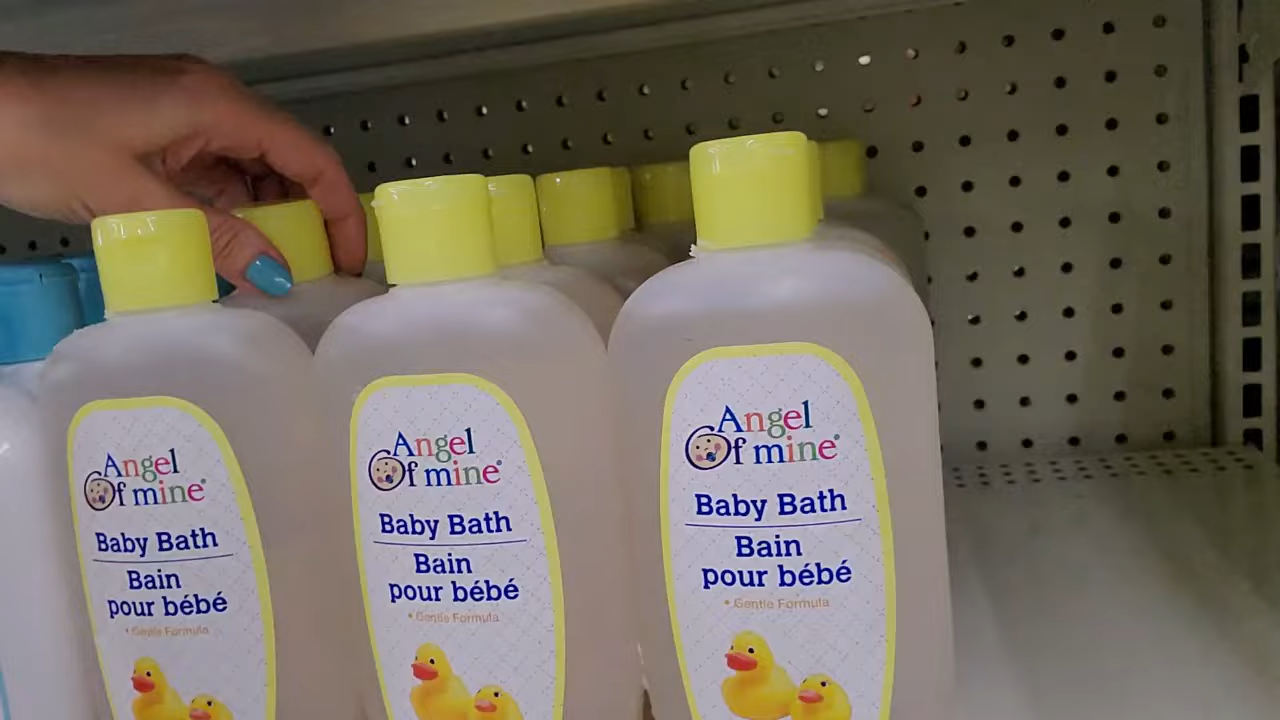 Angel
Of mine
Baby Bath
Bain
pour bébé
• Gentle Formula
Angel
Of mine
Baby Bath
Bain
pour bébé
• Gentle Formula
Angel
Of mine®
Baby Bath
Bain
pour bébé
• Gentle Formula